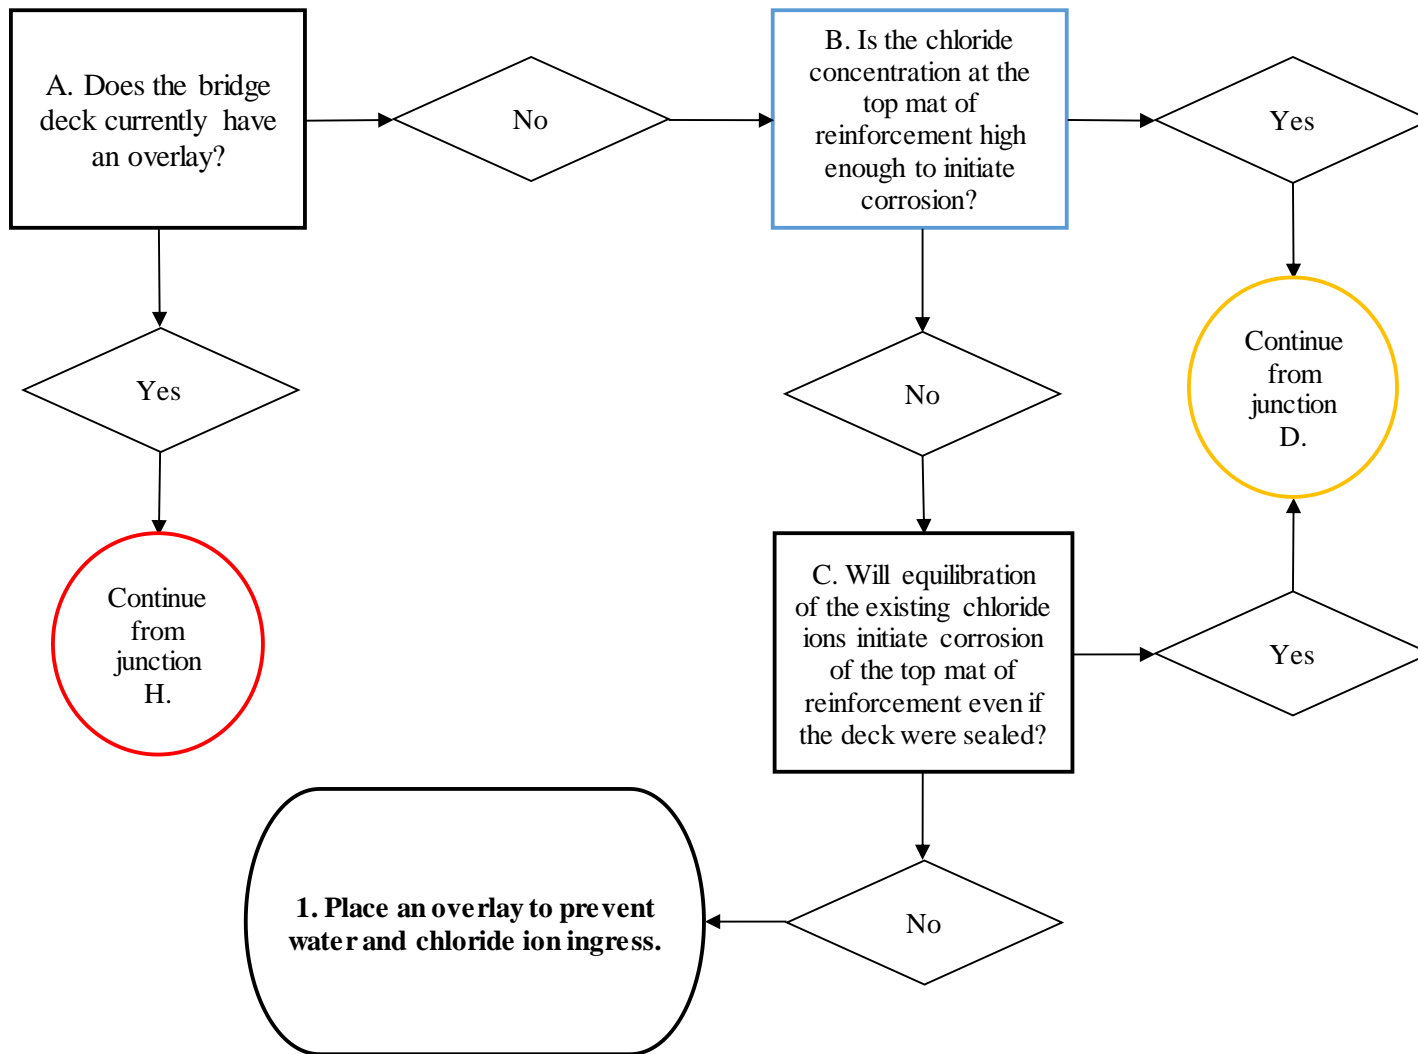 A. Does the bridge
deck currently have
an overlay?
No
B. Is the chloride
concentration at the
top mat of
reinforcement high
enough to initiate
corrosion?
Yes
Yes
No
Continue
from
junction
D.
Continue
from
junction
H.
C. Will equilibration
of the existing chloride
ions initiate corrosion
of the top mat of
reinforcement even if
the deck were sealed?
Yes
1. Place an overlay to prevent
water and chloride ion ingress.
No